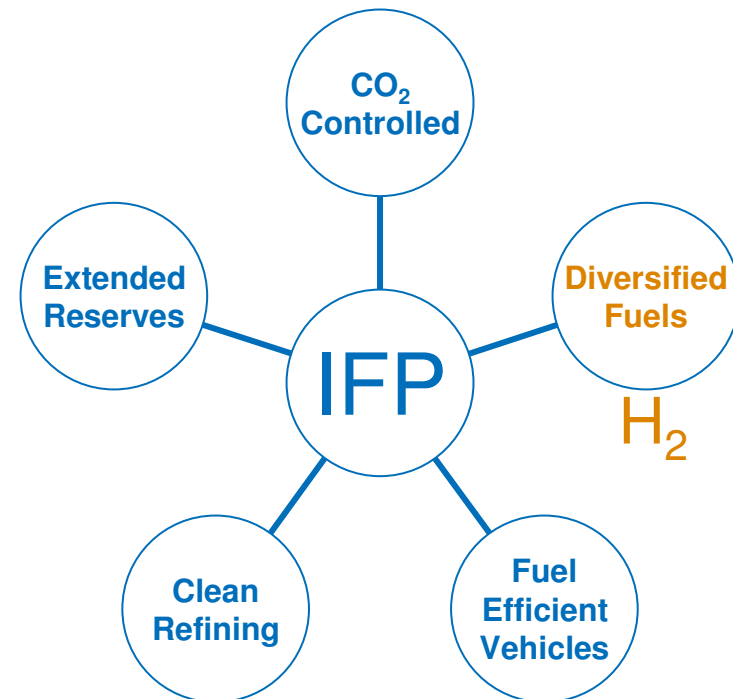 CO₂
Controlled
Extended
Reserves
Diversified
Fuels
IFP
H₂
Clean
Refining
Fuel
Efficient
Vehicles